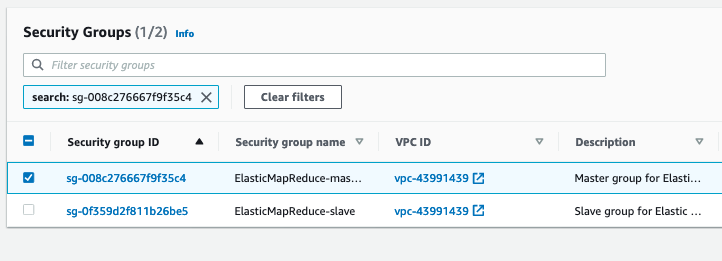 Security Groups (1/2) Info
Filter security groups
search: sg-008c276667f9f35c4 Clear filters
Security group ID Security group name VPC ID Description
sg-008c276667f9f35c4 ElasticMapReduce-mas... vpc-43991439 Master group for Elasti...
sg-0f359d2f811b26be5 ElasticMapReduce-slave vpc-43991439 Slave group for Elastic ...